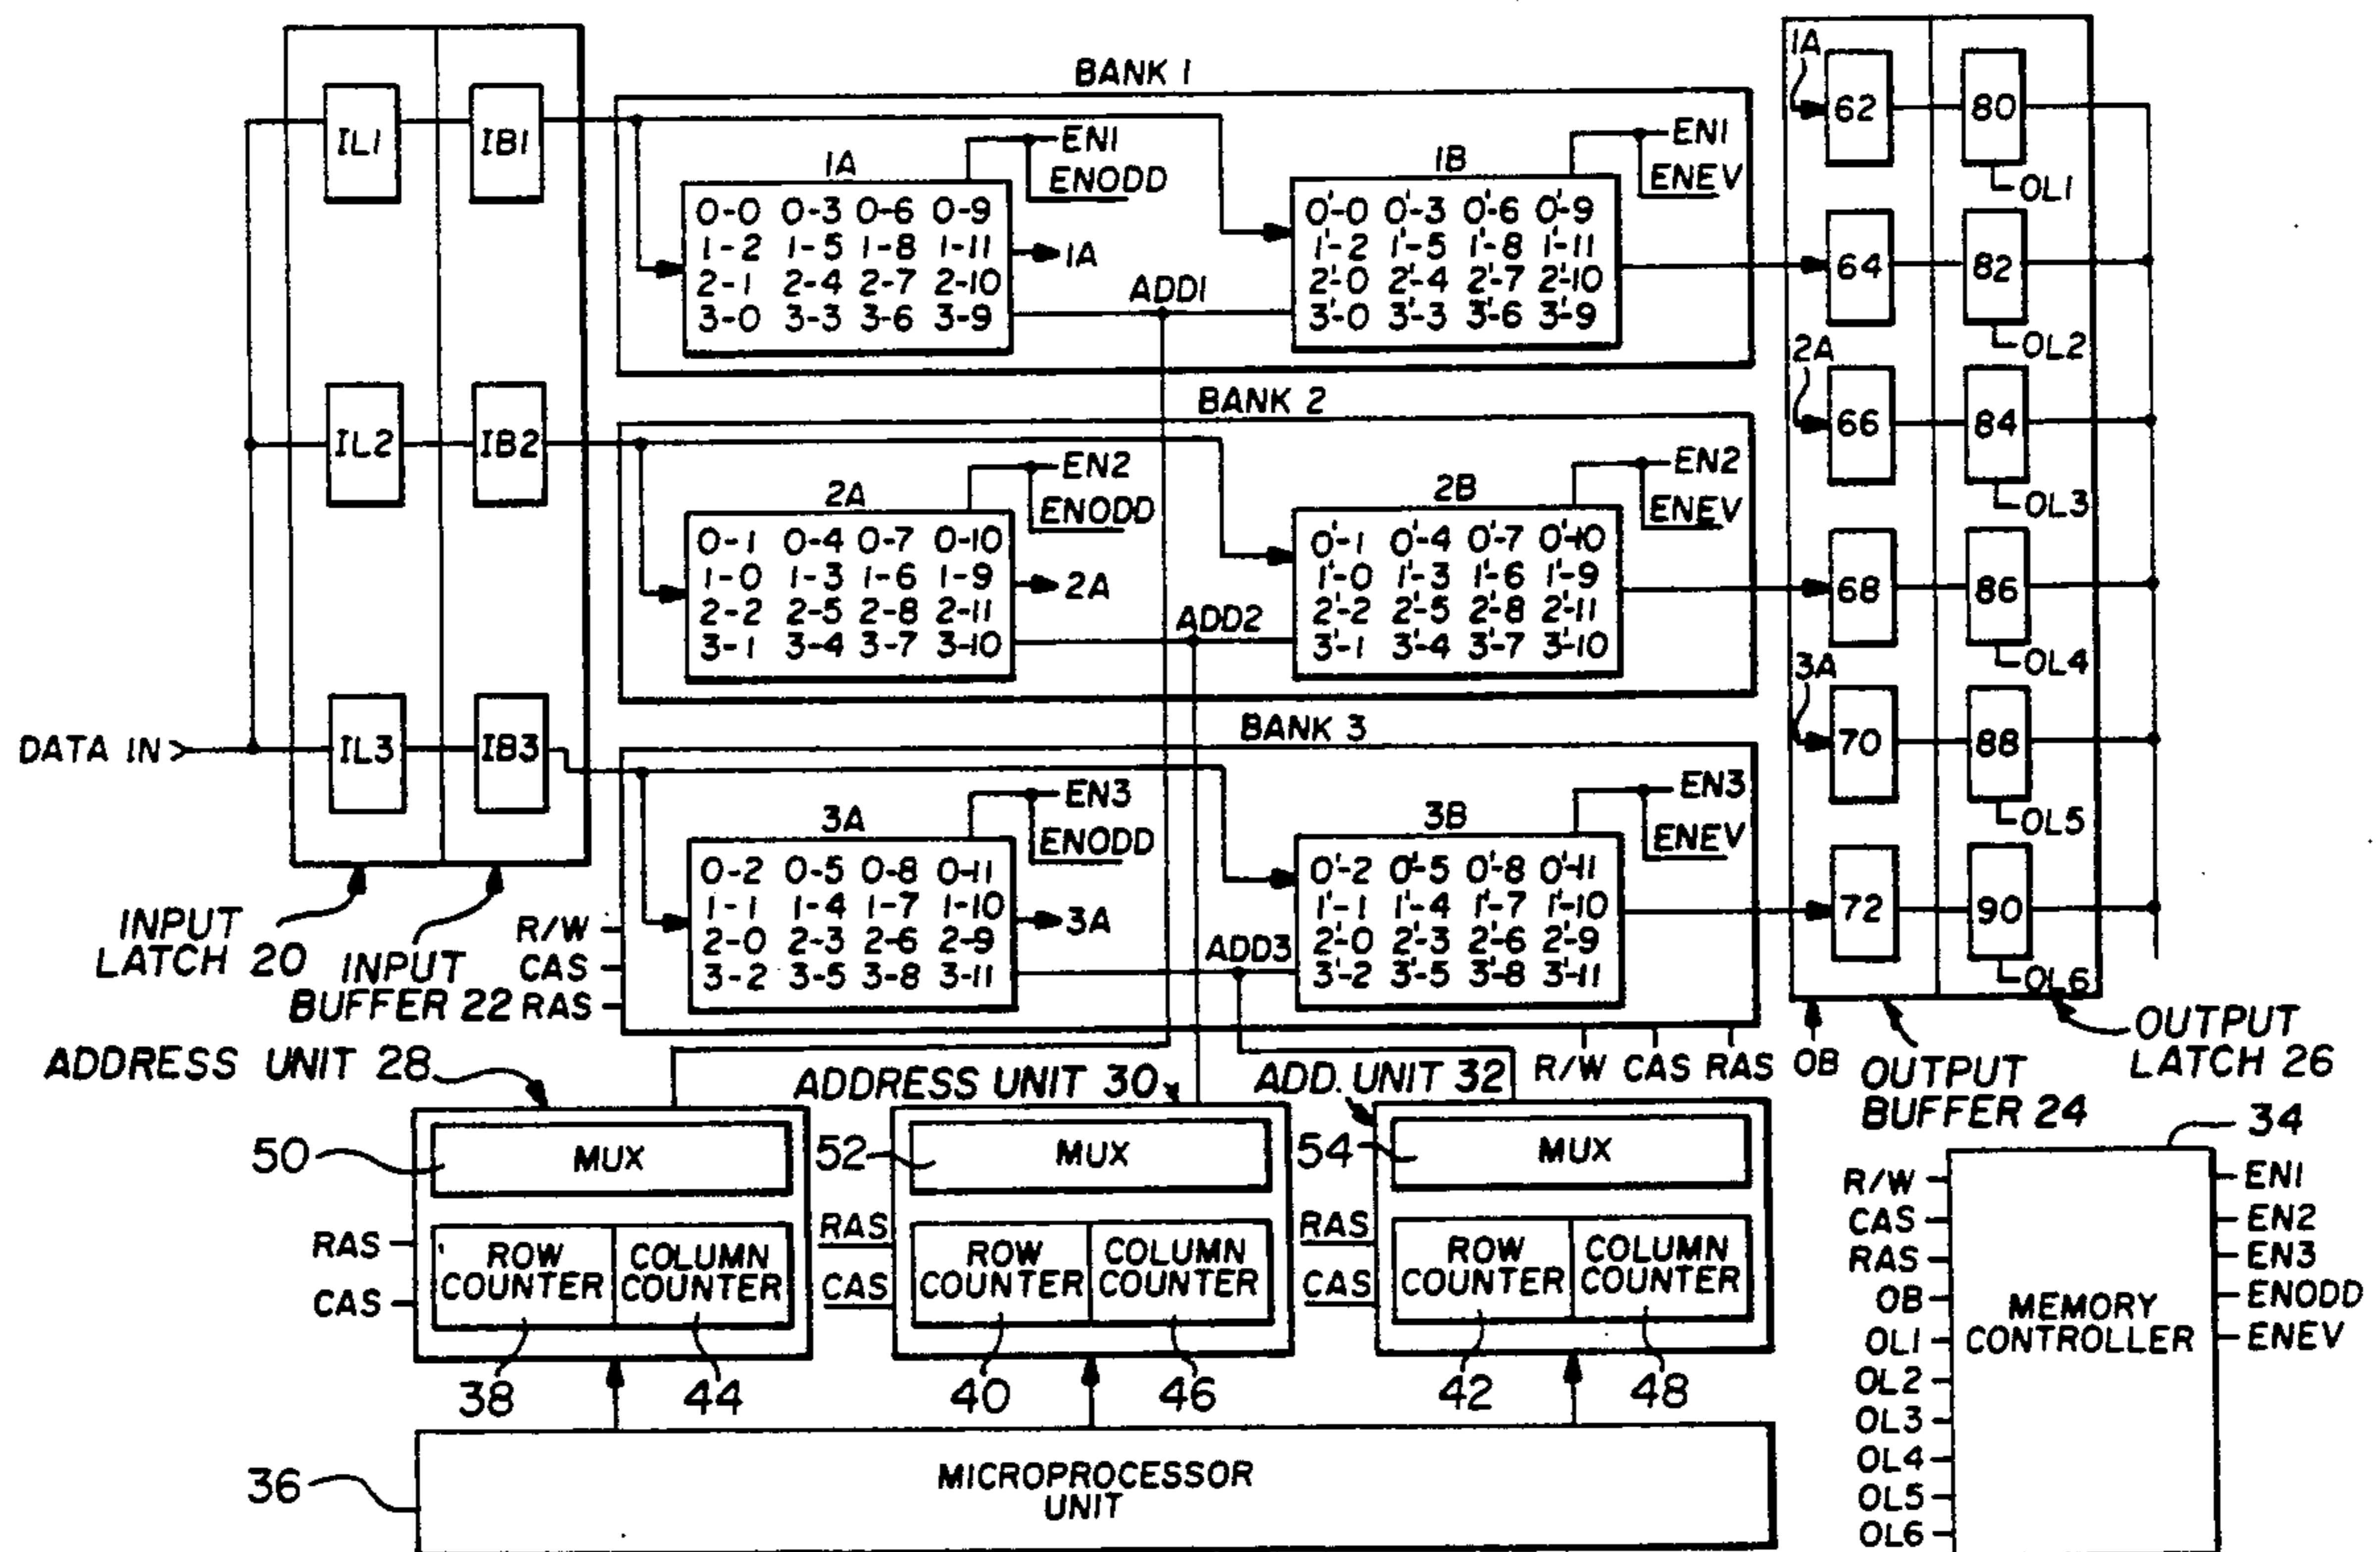 BANK 1
IL1
IB1
1A
EN1
ENODD
0-0 0-3 0-6 0-9
1-2 1-5 1-8 1-11
2-1 2-4 2-7 2-10
3-0 3-3 3-6 3-9
1A
ADD1
1B
EN1
ENEV
0'-0 0'-3 0'-6 0'-9
1'-2 1'-5 1'-8 1'-11
2'-0 2'-4 2'-7 2'-10
3'-0 3'-3 3'-6 3'-9
1A
62
80
OL1
64
82
OL2
BANK 2
IL2
IB2
2A
EN2
ENODD
0-1 0-4 0-7 0-10
1-0 1-3 1-6 1-9
2-2 2-5 2-8 2-11
3-1 3-4 3-7 3-10
2A
ADD2
2B
EN2
ENEV
0'-1 0'-4 0'-7 0'-10
1'-0 1'-3 1'-6 1'-9
2'-2 2'-5 2'-8 2'-11
3'-1 3'-4 3'-7 3'-10
2A
66
84
OL3
68
86
OL4
BANK 3
DATA IN
IL3
IB3
3A
EN3
ENODD
0-2 0-5 0-8 0-11
1-1 1-4 1-7 1-10
2-0 2-3 2-6 2-9
3-2 3-5 3-8 3-11
3A
ADD3
3B
EN3
ENEV
0'-2 0'-5 0'-8 0'-11
1'-1 1'-4 1'-7 1'-10
2'-0 2'-3 2'-6 2'-9
3'-2 3'-5 3'-8 3'-11
3A
70
88
OL5
72
90
OL6
INPUT
LATCH 20
INPUT
BUFFER 22
R/W
CAS
RAS
R/W CAS RAS
OB
OUTPUT
BUFFER 24
OUTPUT
LATCH 26
ADDRESS UNIT 28
50
MUX
RAS
CAS
ROW
COUNTER
COLUMN
COUNTER
38
44
ADDRESS UNIT 30
52
MUX
RAS
CAS
ROW
COUNTER
COLUMN
COUNTER
40
46
ADD. UNIT 32
54
MUX
RAS
CAS
ROW
COUNTER
COLUMN
COUNTER
42
48
36
MICROPROCESSOR
UNIT
34
MEMORY
CONTROLLER
R/W
CAS
RAS
OB
OL1
OL2
OL3
OL4
OL5
OL6
EN1
EN2
EN3
ENODD
ENEV